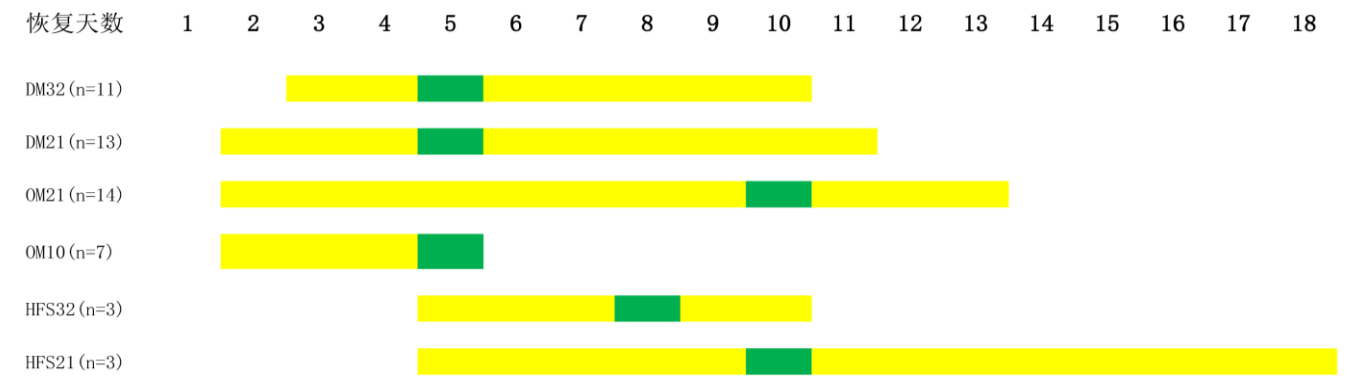 恢复天数 1 2 3 4 5 6 7 8 9 10 11 12 13 14 15 16 17 18
DM32(n=11)
DM21(n=13)
OM21(n=14)
OM10(n=7)
HFS32(n=3)
HFS21(n=3)